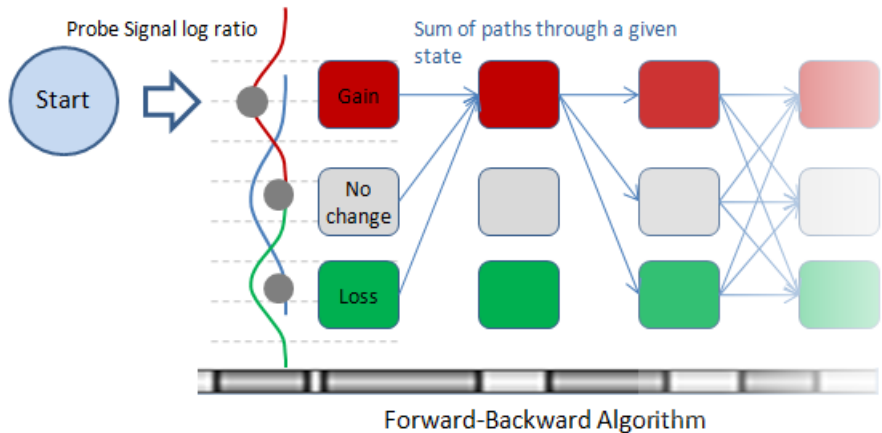 Probe Signal log ratio
Sum of paths through a given
state
Start
Gain
No
change
Loss
Forward-Backward Algorithm